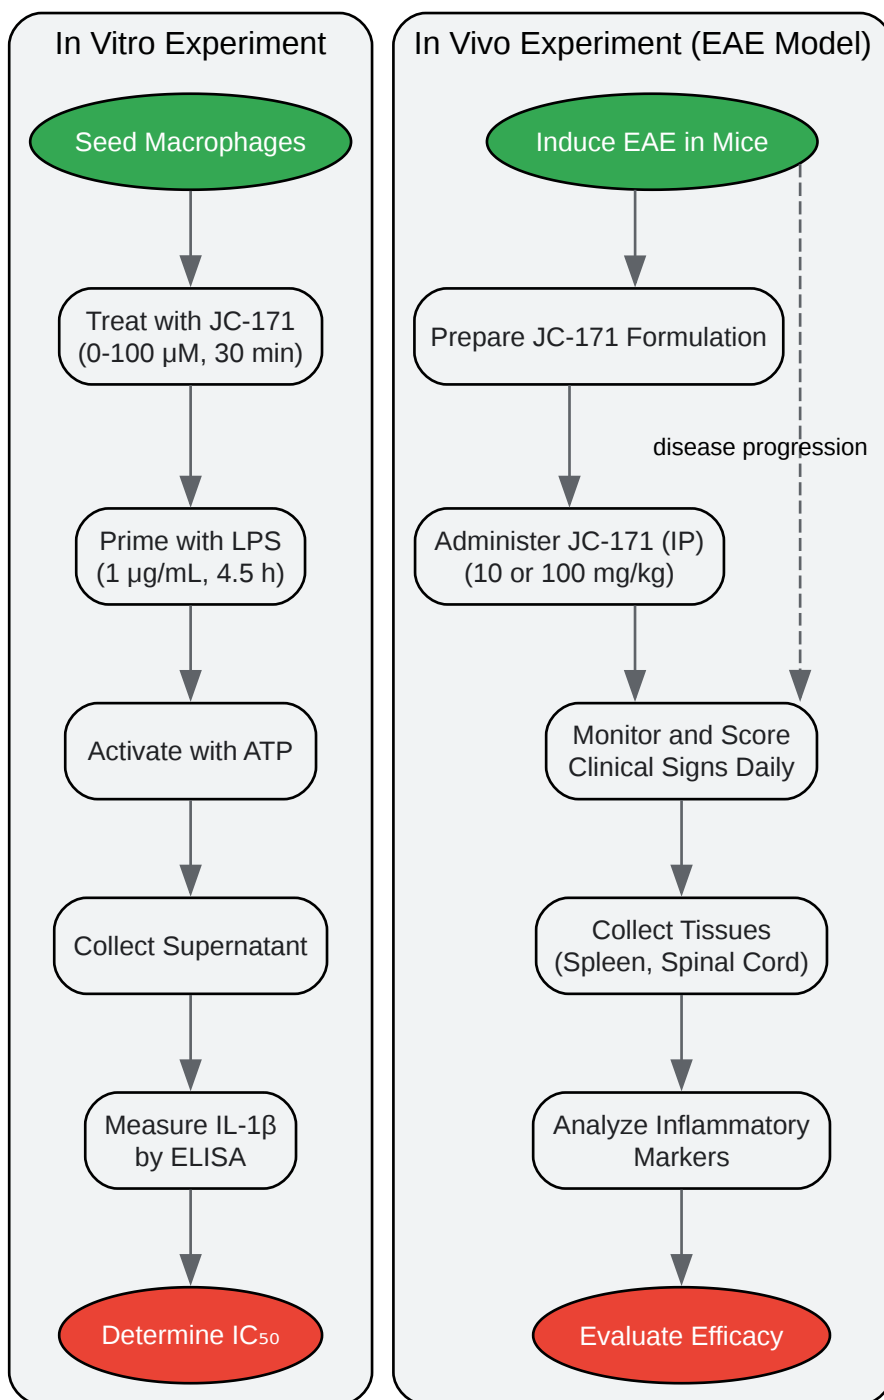 In Vitro Experiment
Seed Macrophages
Treat with JC-171
(0-100 μM, 30 min)
Prime with LPS
(1 μg/mL, 4.5 h)
Activate with ATP
Collect Supernatant
Measure IL-1β
by ELISA
Determine IC₅₀
In Vivo Experiment (EAE Model)
Induce EAE in Mice
Prepare JC-171 Formulation
disease progression
Administer JC-171 (IP)
(10 or 100 mg/kg)
Monitor and Score
Clinical Signs Daily
Collect Tissues
(Spleen, Spinal Cord)
Analyze Inflammatory
Markers
Evaluate Efficacy